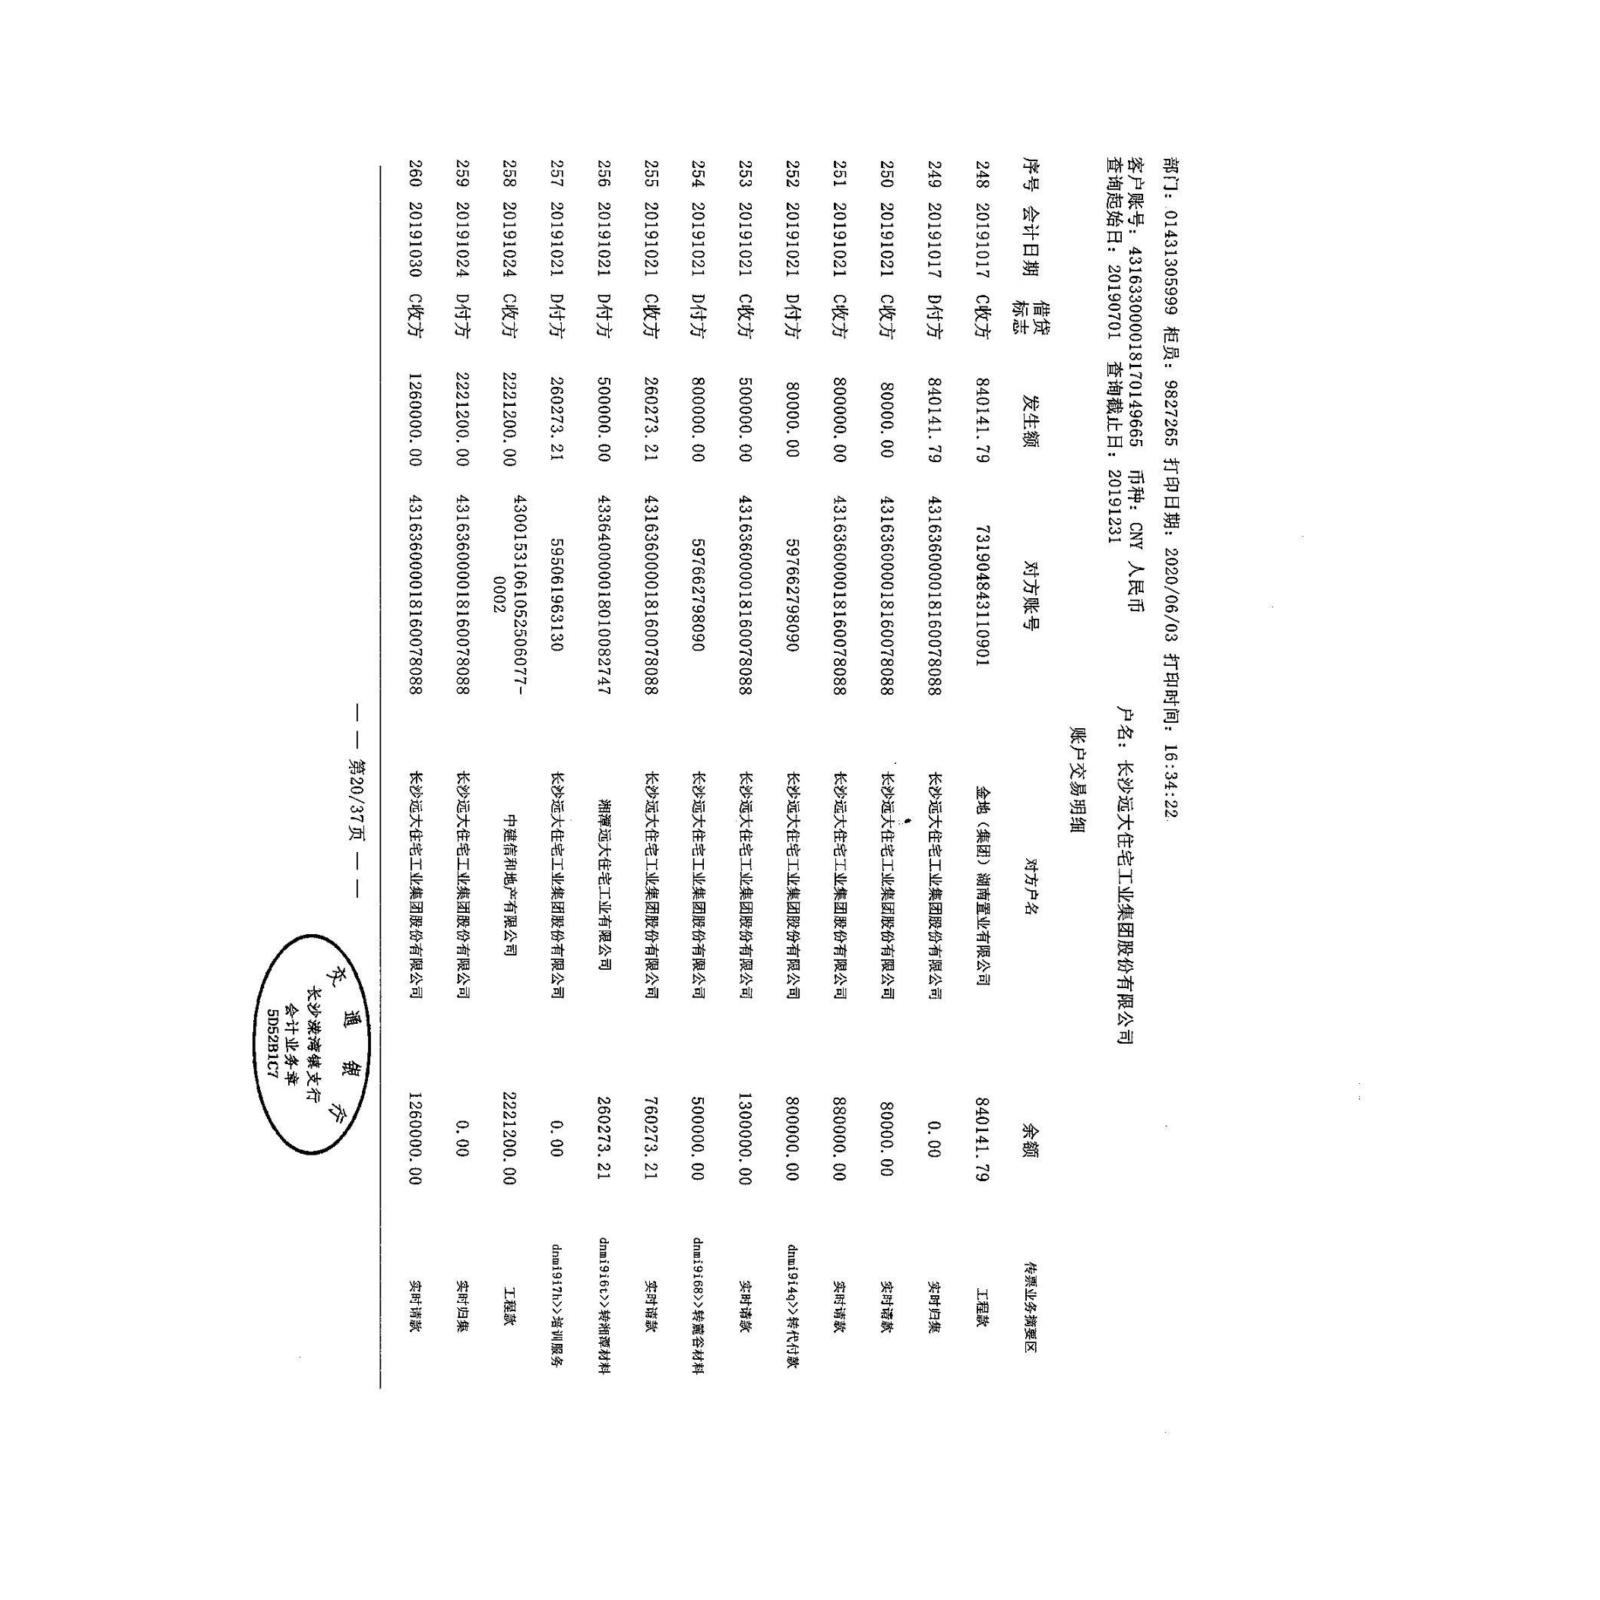 部门: 01431305999 柜员: 9827265 打印日期: 2020/06/03 打印时间: 16:34:22
客户账号: 431633000018170149665 币种: CNY 人民币 户名: 长沙远大住宅工业集团股份有限公司
查询起始日: 20190701 查询截止日: 20191231
账户交易明细
序号 会计日期 借贷标志 发生额 对方账号 对方户名 余额 传票业务摘要区
248 20191017 C收方 840141.79 731904843110901 金地(集团)湖南置业有限公司 840141.79 工程款
249 20191017 D付方 840141.79 431636000018160078088 长沙远大住宅工业集团股份有限公司 0.00 实时归集
250 20191021 C收方 80000.00 431636000018160078088 长沙远大住宅工业集团股份有限公司 80000.00 实时请款
251 20191021 C收方 800000.00 431636000018160078088 长沙远大住宅工业集团股份有限公司 880000.00 实时请款
252 20191021 D付方 80000.00 597662798090 长沙远大住宅工业集团股份有限公司 800000.00 dnmi9i4q>>转代付款
253 20191021 C收方 500000.00 431636000018160078088 长沙远大住宅工业集团股份有限公司 1300000.00 实时请款
254 20191021 D付方 800000.00 597662798090 长沙远大住宅工业集团股份有限公司 500000.00 dnmi9i68>>转麓谷材料
255 20191021 C收方 260273.21 431636000018160078088 长沙远大住宅工业集团股份有限公司 760273.21 实时请款
256 20191021 D付方 500000.00 433640000018010082747 湘潭远大住宅工业有限公司 260273.21 dnmi9i6t>>转湘潭材料
257 20191021 D付方 260273.21 595061963130 长沙远大住宅工业集团股份有限公司 0.00 dnmi9i7h>>培训服务
258 20191024 C收方 2221200.00 43001531061052506077-0002 中建信和地产有限公司 2221200.00 工程款
259 20191024 D付方 2221200.00 431636000018160078088 长沙远大住宅工业集团股份有限公司 0.00 实时归集
260 20191030 C收方 1260000.00 431636000018160078088 长沙远大住宅工业集团股份有限公司 1260000.00 实时请款
— — 第20/37页 — —
交通银行
长沙溁湾镇支行
会计业务章
5D52B1C7